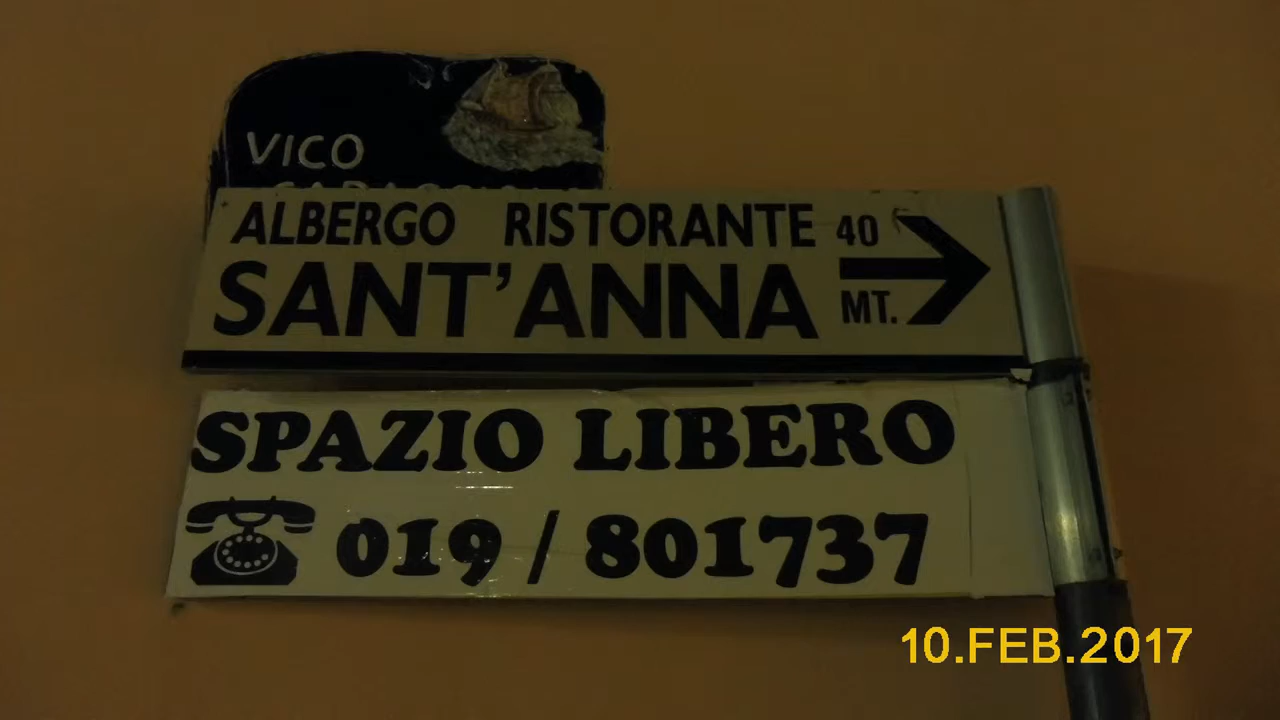 VICO
ALBERGO RISTORANTE 40
SANT'ANNA MT.
SPAZIO LIBERO
019 / 801737
10.FEB.2017